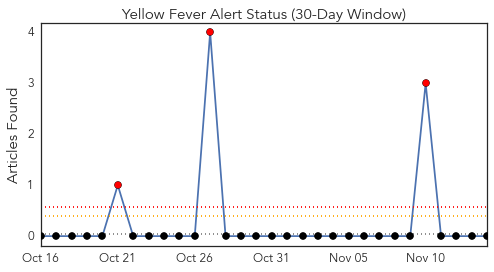 Yellow Fever Alert Status (30-Day Window)
Articles Found
4
3
2
1
0
Oct 16
Oct 21
Oct 26
Oct 31
Nov 05
Nov 10